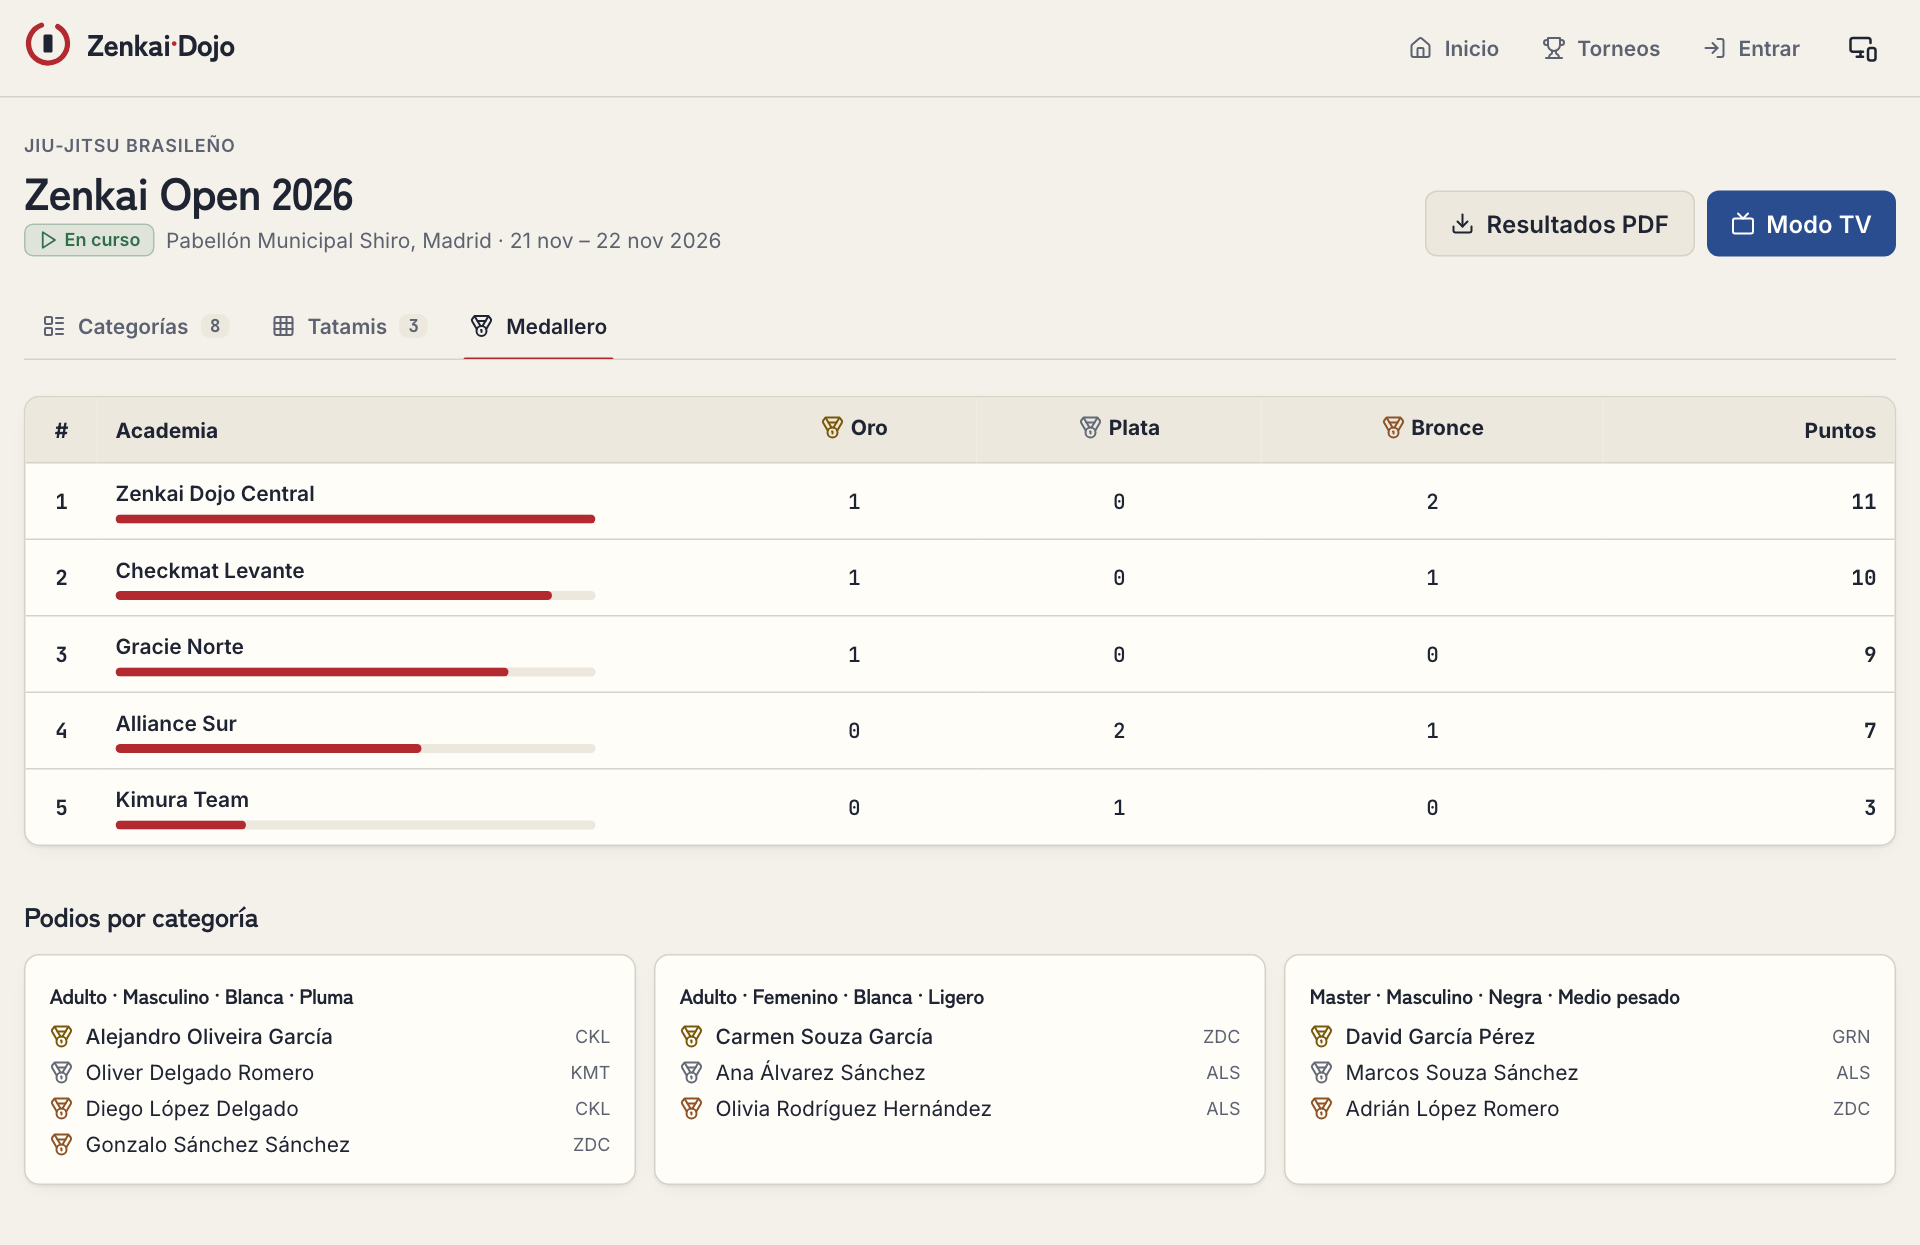 Zenkai·Dojo
Inicio
Torneos
Entrar
JIU-JITSU BRASILEÑO
Zenkai Open 2026
En curso
Pabellón Municipal Shiro, Madrid · 21 nov – 22 nov 2026
Resultados PDF
Modo TV
Categorías 8
Tatamis 3
Medallero
# Academia Oro Plata Bronce Puntos
1 Zenkai Dojo Central 1 0 2 11
2 Checkmat Levante 1 0 1 10
3 Gracie Norte 1 0 0 9
4 Alliance Sur 0 2 1 7
5 Kimura Team 0 1 0 3
Podios por categoría
Adulto · Masculino · Blanca · Pluma
Alejandro Oliveira García CKL
Oliver Delgado Romero KMT
Diego López Delgado CKL
Gonzalo Sánchez Sánchez ZDC
Adulto · Femenino · Blanca · Ligero
Carmen Souza García ZDC
Ana Álvarez Sánchez ALS
Olivia Rodríguez Hernández ALS
Master · Masculino · Negra · Medio pesado
David García Pérez GRN
Marcos Souza Sánchez ALS
Adrián López Romero ZDC